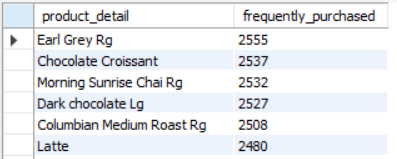 product_detail frequently_purchased
Earl Grey Rg 2555
Chocolate Croissant 2537
Morning Sunrise Chai Rg 2532
Dark chocolate Lg 2527
Columbian Medium Roast Rg 2508
Latte 2480